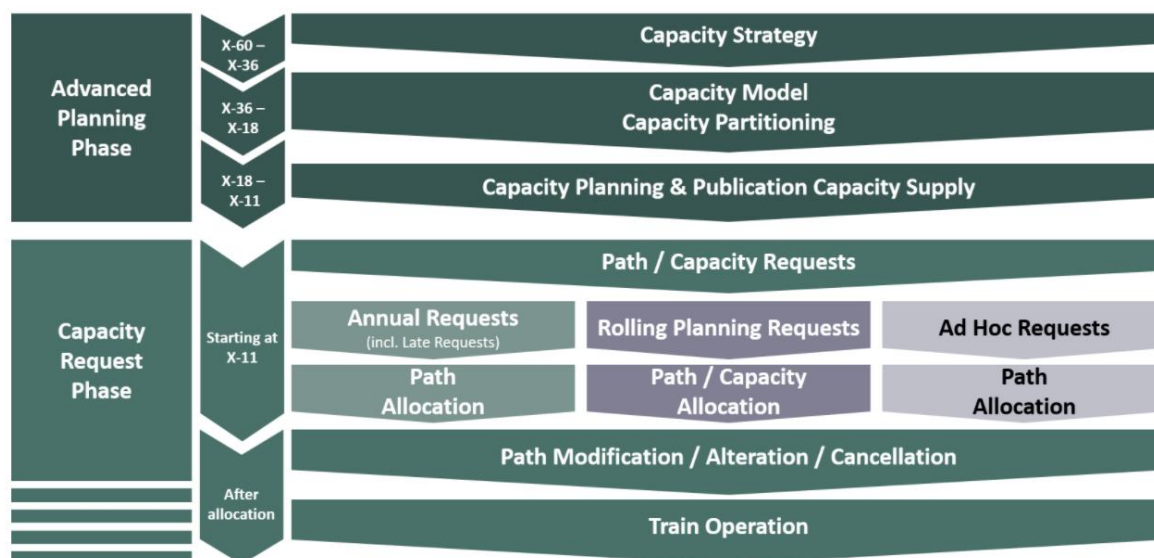 Advanced
Planning
Phase
X-60 –
X-36
Capacity Strategy
X-36 –
X-18
Capacity Model
Capacity Partitioning
X-18 –
X-11
Capacity Planning & Publication Capacity Supply
Capacity
Request
Phase
Starting at
X-11
Path / Capacity Requests
Annual Requests
(incl. Late Requests)
Rolling Planning Requests
Ad Hoc Requests
Path
Allocation
Path / Capacity
Allocation
Path
Allocation
After
allocation
Path Modification / Alteration / Cancellation
Train Operation